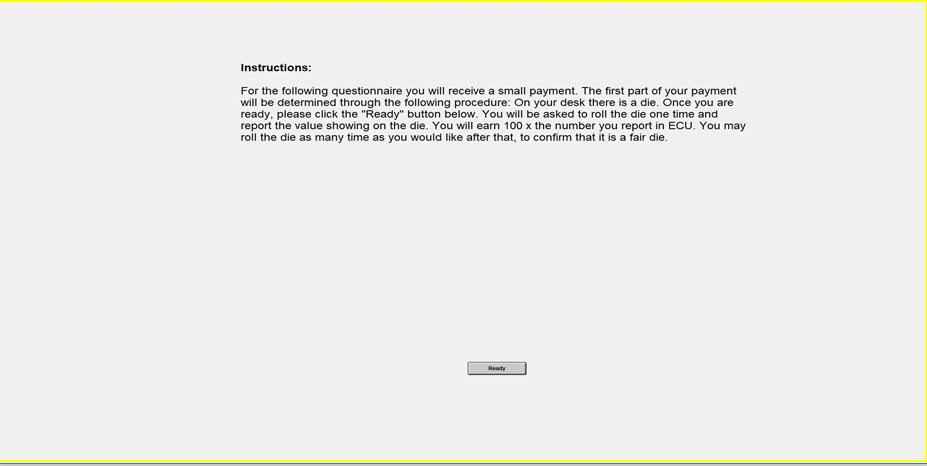 Instructions:
For the following questionnaire you will receive a small payment. The first part of your payment
will be determined through the following procedure: On your desk there is a die. Once you are
ready, please click the "Ready" button below. You will be asked to roll the die one time and
report the value showing on the die. You will earn 100 x the number you report in ECU. You may
roll the die as many time as you would like after that, to confirm that it is a fair die.
Ready